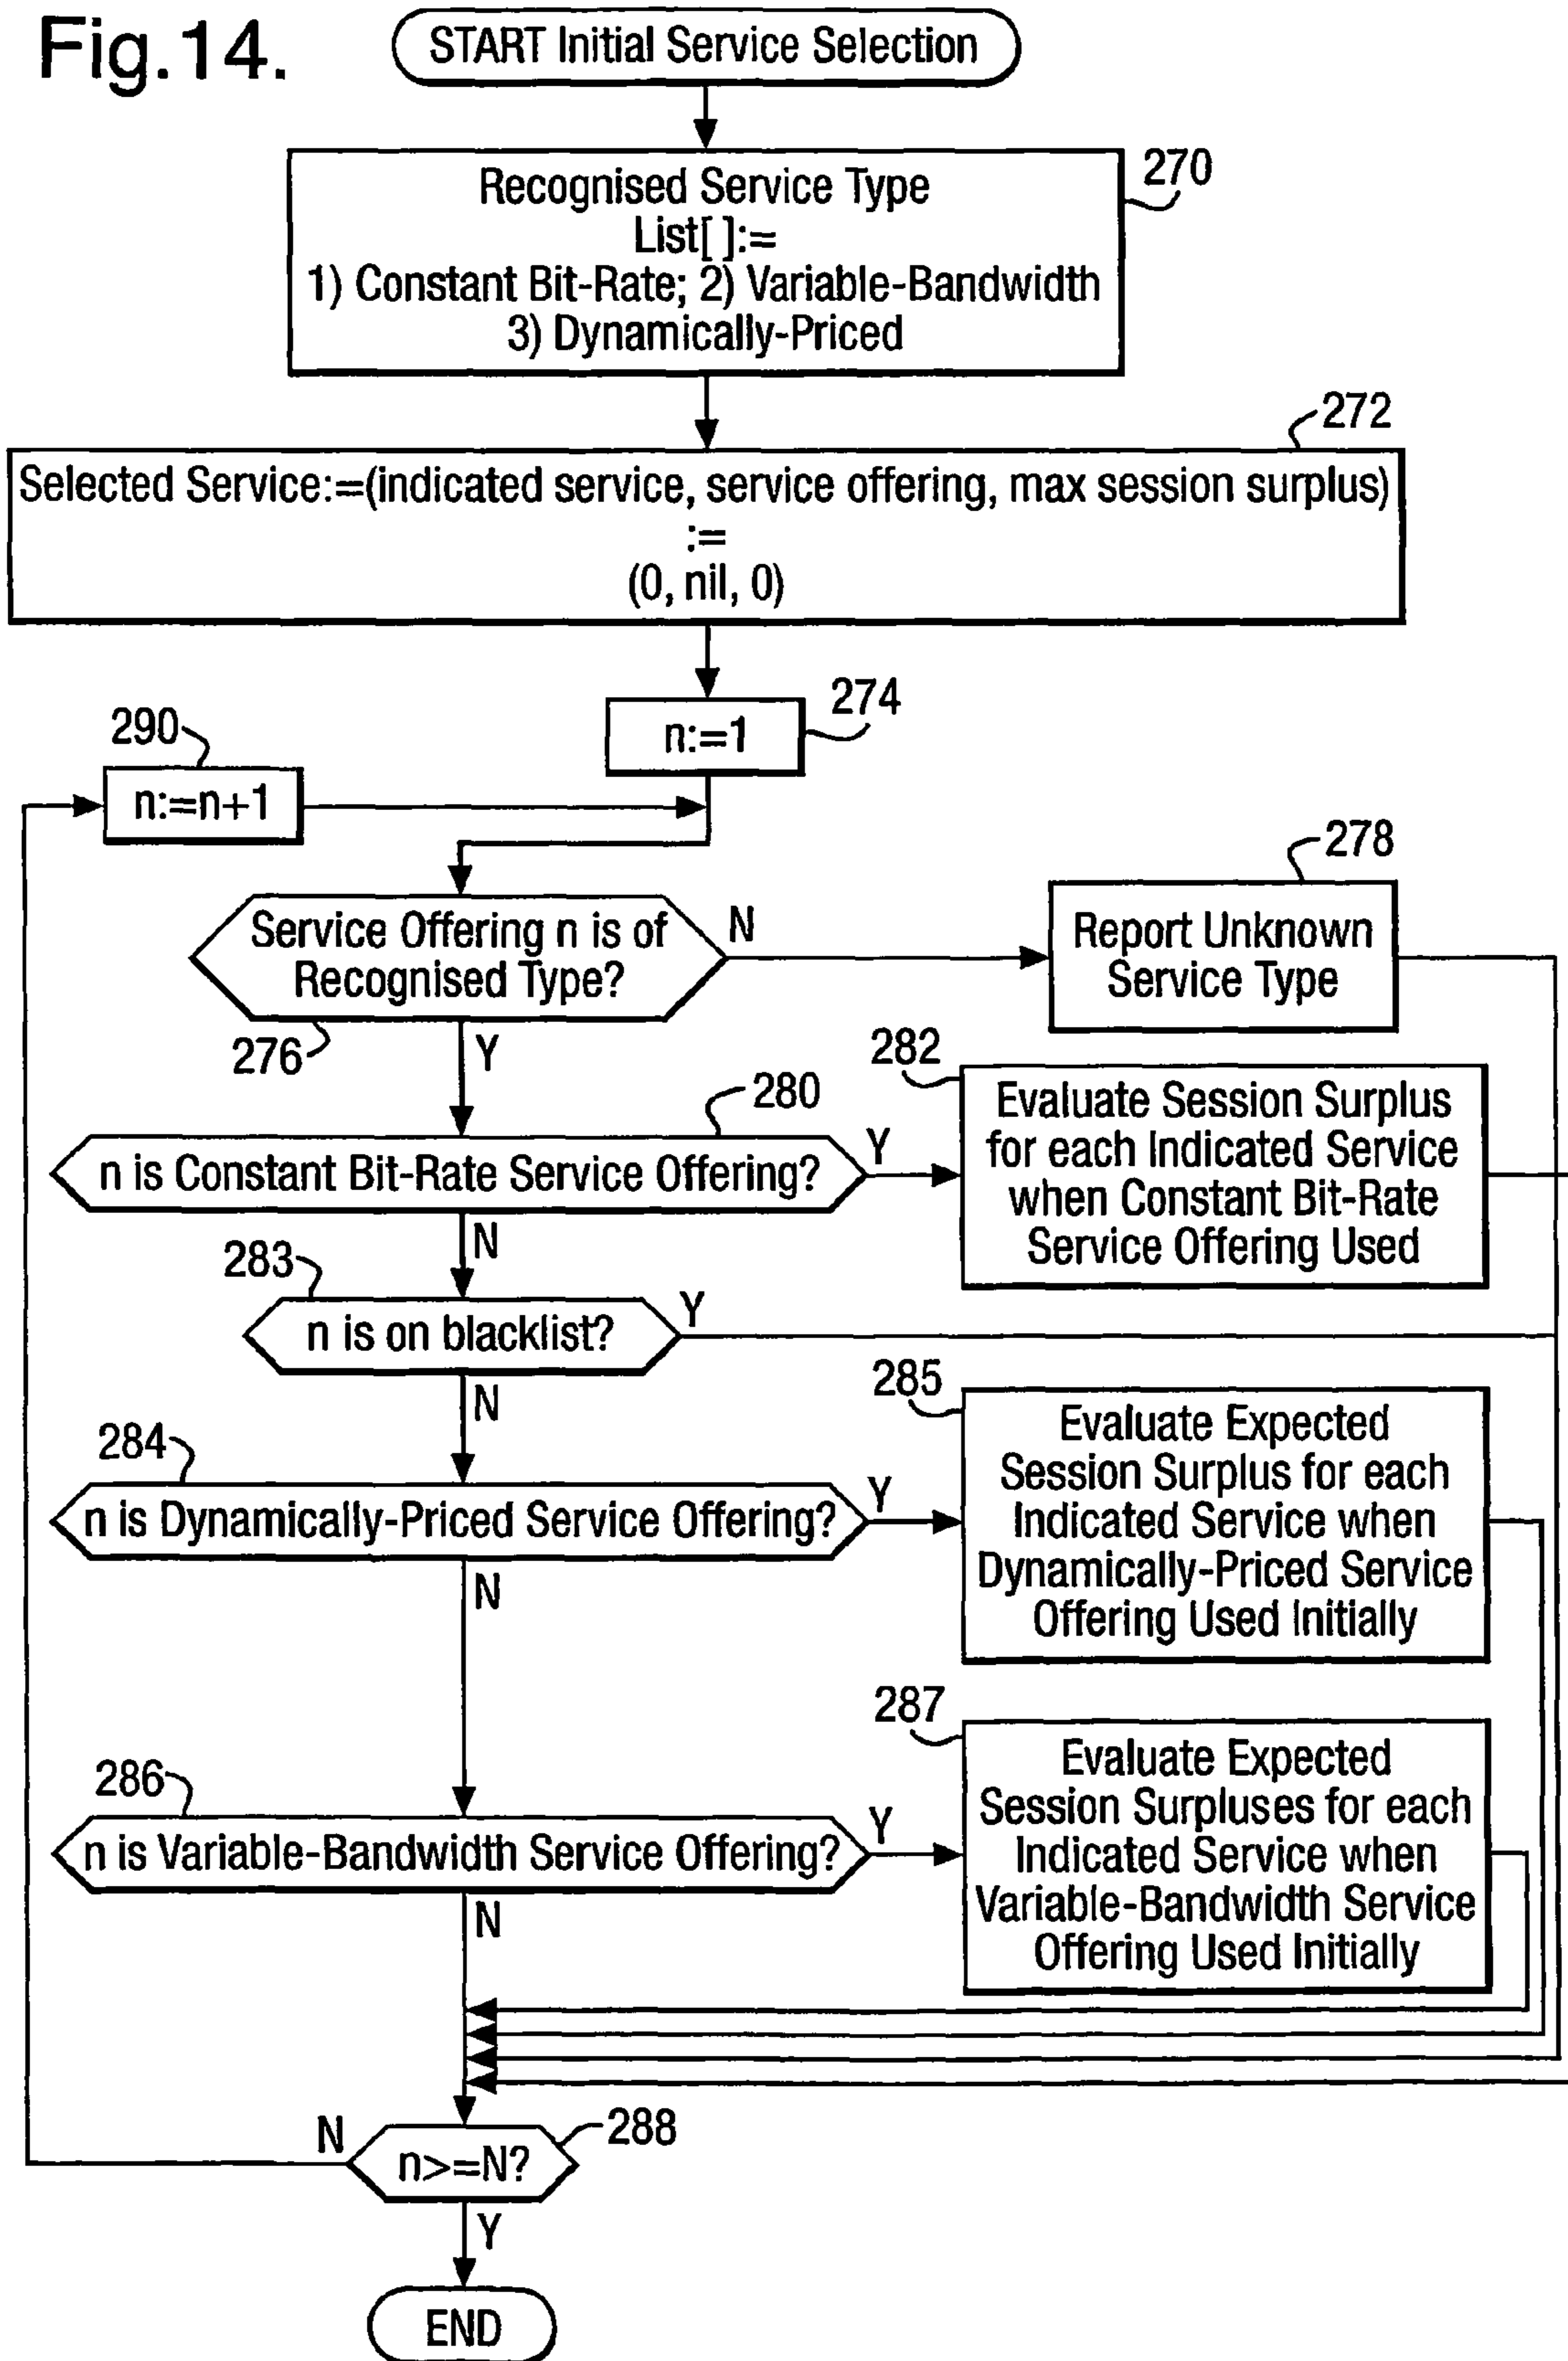 Fig.14.
START Initial Service Selection
270
Recognised Service Type
List[ ]:=
1) Constant Bit-Rate; 2) Variable-Bandwidth
3) Dynamically-Priced
272
Selected Service:=(indicated service, service offering, max session surplus)
:=
(0, nil, 0)
274
n:=1
290
n:=n+1
278
Service Offering n is of
Recognised Type?
N
Report Unknown
Service Type
276
Y
282
280
n is Constant Bit-Rate Service Offering?
Y
Evaluate Session Surplus
for each Indicated Service
when Constant Bit-Rate
Service Offering Used
N
283
n is on blacklist?
Y
N
285
284
n is Dynamically-Priced Service Offering?
Y
Evaluate Expected
Session Surplus for each
Indicated Service when
Dynamically-Priced Service
Offering Used Initially
N
287
286
n is Variable-Bandwidth Service Offering?
Y
Evaluate Expected
Session Surpluses for each
Indicated Service when
Variable-Bandwidth Service
Offering Used Initially
N
N
288
n>=N?
Y
END